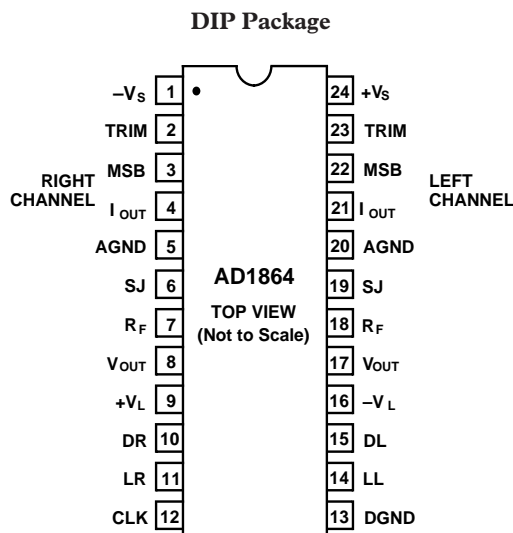 DIP Package
–VS 1 24 +VS
TRIM 2 23 TRIM
MSB 3 22 MSB
RIGHT CHANNEL
LEFT CHANNEL
I OUT 4 21 I OUT
AGND 5 20 AGND
SJ 6 19 SJ
RF 7 18 RF
VOUT 8 17 VOUT
+VL 9 16 –V L
DR 10 15 DL
LR 11 14 LL
CLK 12 13 DGND
AD1864
TOP VIEW
(Not to Scale)